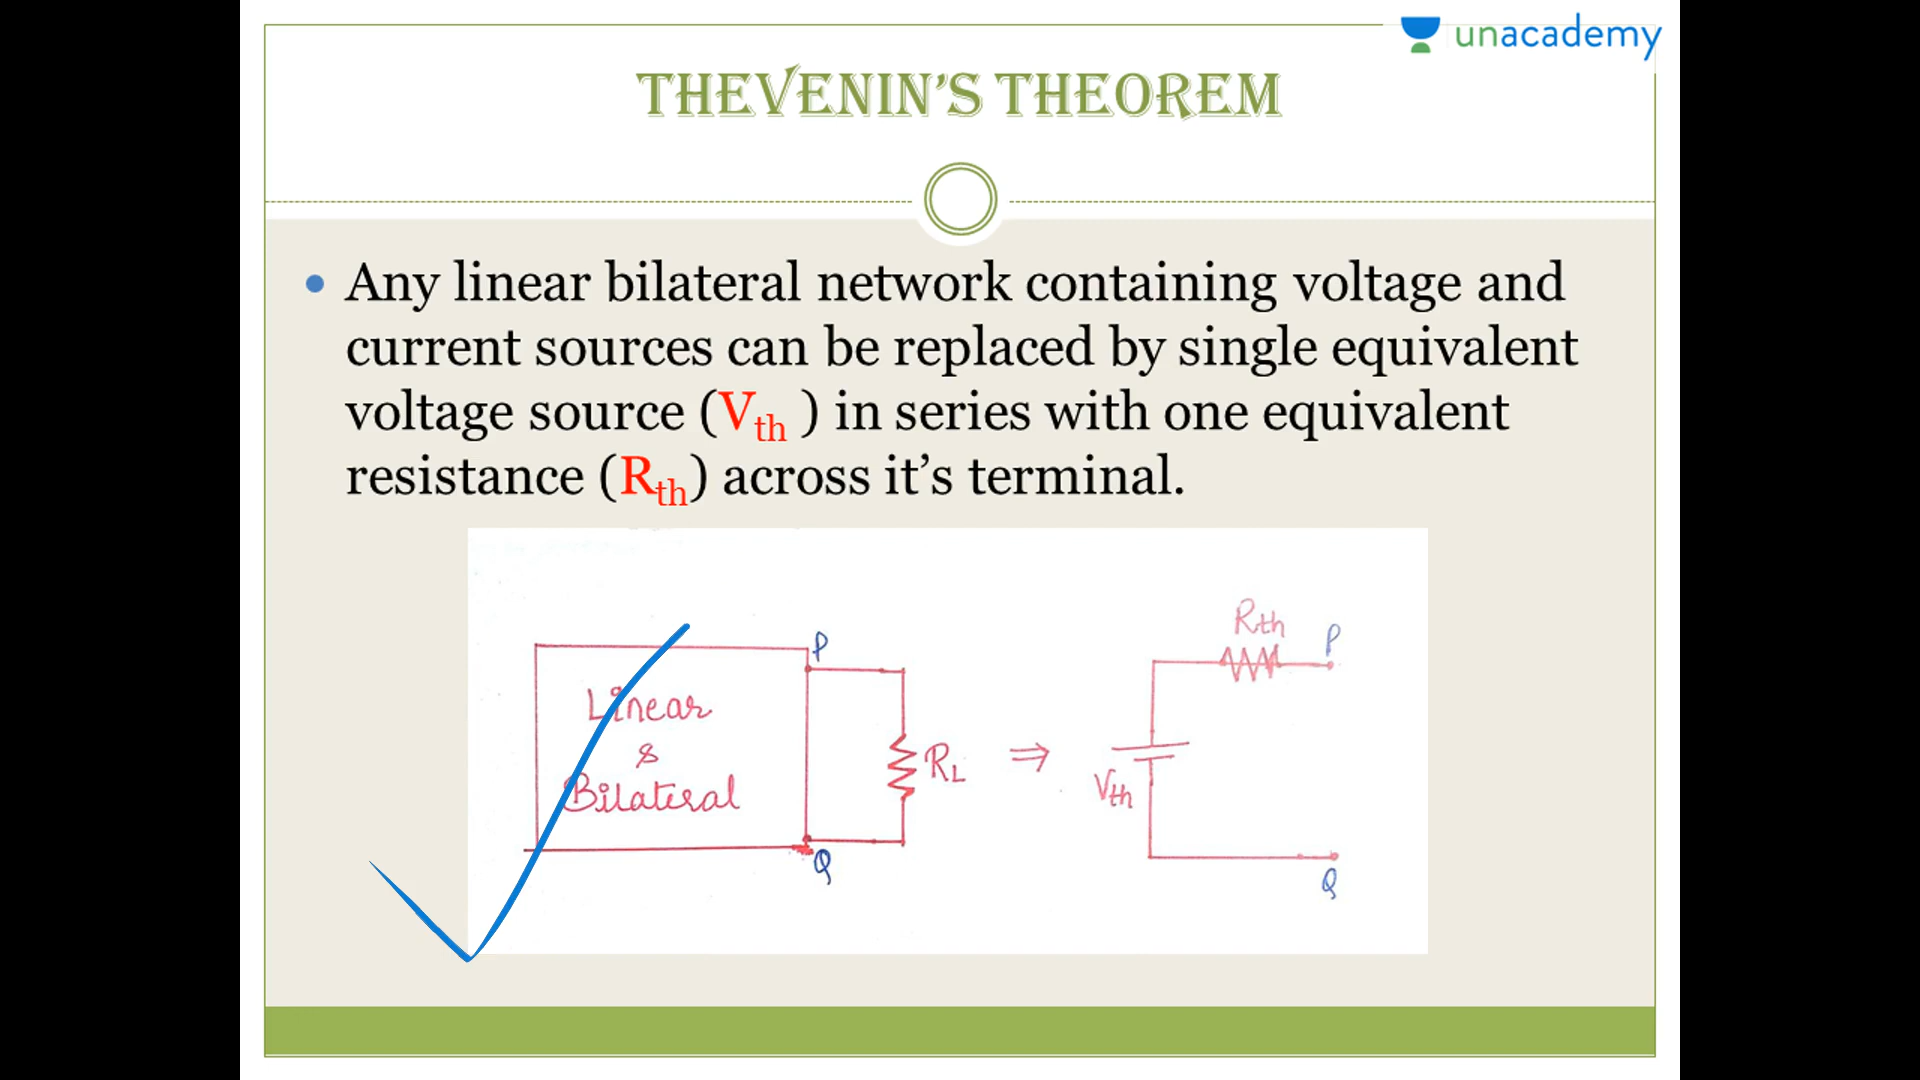 unacademy
THEVENIN'S THEOREM
• Any linear bilateral network containing voltage and
current sources can be replaced by single equivalent
voltage source (Vth ) in series with one equivalent
resistance (Rth) across it's terminal.
P
Linear
&
Bilateral
RL
⇒
Q
Rth
P
Vth
Q